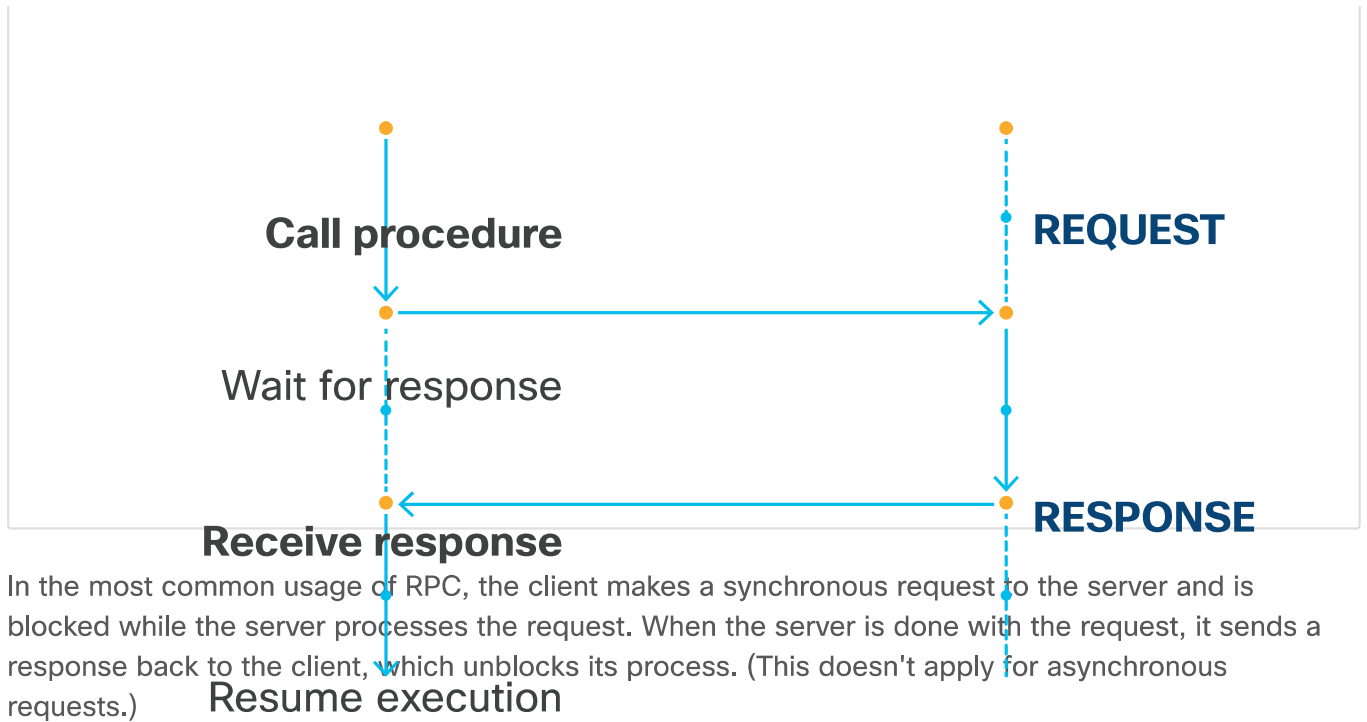 Call procedure
REQUEST
Wait for response
RESPONSE
Receive response
In the most common usage of RPC, the client makes a synchronous request to the server and is
blocked while the server processes the request. When the server is done with the request, it sends a
response back to the client, which unblocks its process. (This doesn't apply for asynchronous
requests.)
Resume execution